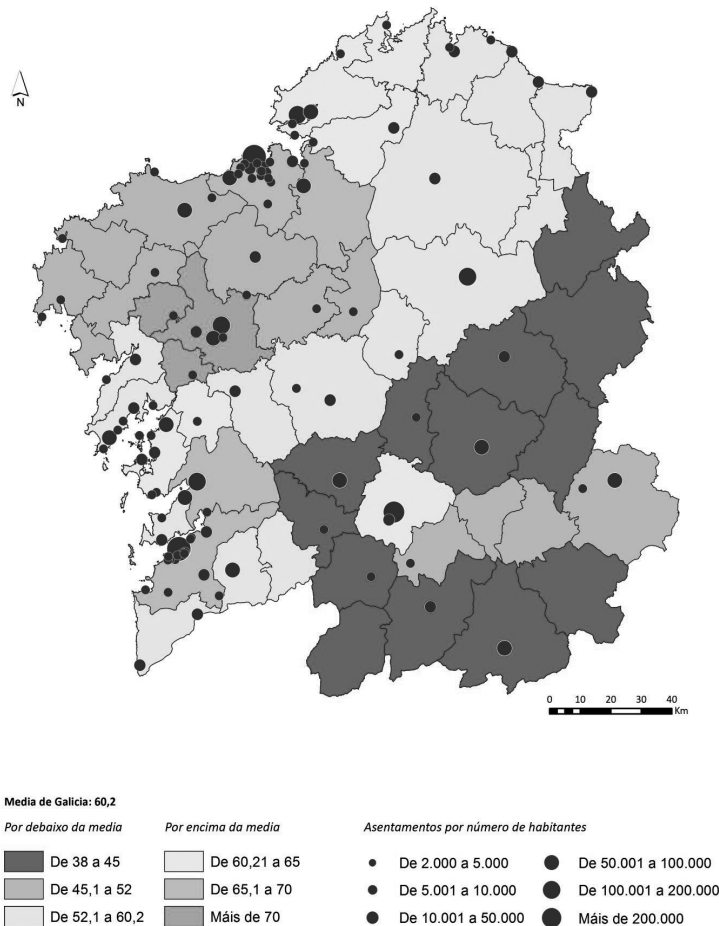 N
0 10 20 30 40
Km
Media de Galicia: 60,2
Por debaixo da media
De 38 a 45
De 45,1 a 52
De 52,1 a 60,2
Por encima da media
De 60,21 a 65
De 65,1 a 70
Máis de 70
Asentamentos por número de habitantes
De 2.000 a 5.000
De 5.001 a 10.000
De 10.001 a 50.000
De 50.001 a 100.000
De 100.001 a 200.000
Máis de 200.000